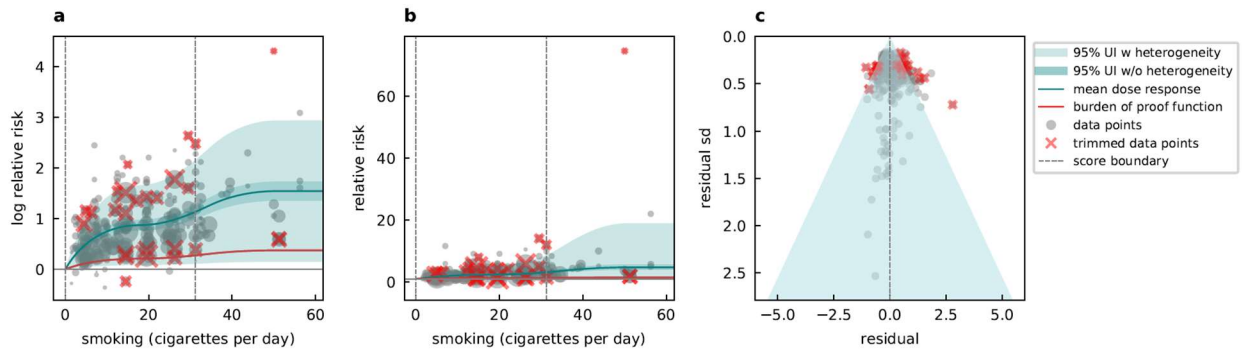 a
4
3
2
1
0
log relative risk
0 20 40 60
smoking (cigarettes per day)
b
60
40
20
0
relative risk
0 20 40 60
smoking (cigarettes per day)
c
0.0
0.5
1.0
1.5
2.0
2.5
residual sd
−5.0 −2.5 0.0 2.5 5.0
residual
95% UI w heterogeneity
95% UI w/o heterogeneity
mean dose response
burden of proof function
data points
trimmed data points
score boundary